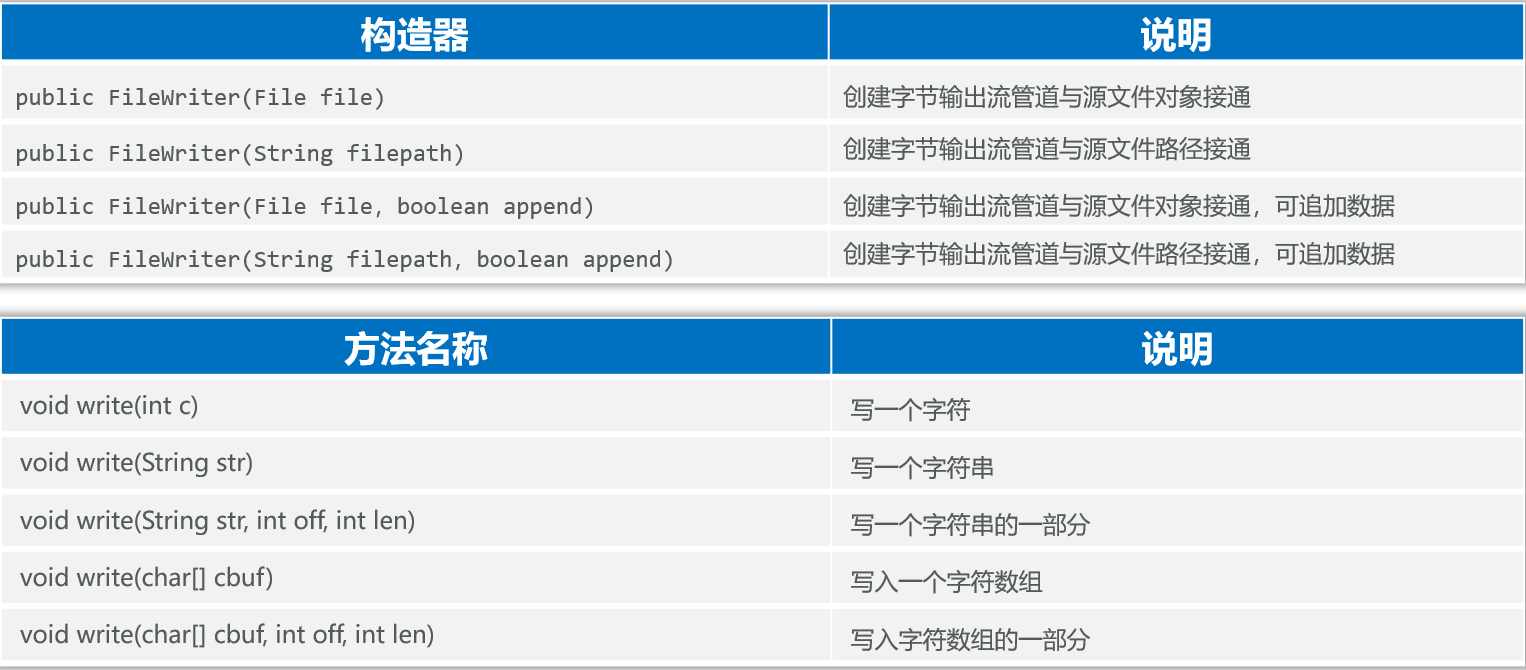 构造器 说明
public FileWriter(File file) 创建字节输出流管道与源文件对象接通
public FileWriter(String filepath) 创建字节输出流管道与源文件路径接通
public FileWriter(File file, boolean append) 创建字节输出流管道与源文件对象接通，可追加数据
public FileWriter(String filepath, boolean append) 创建字节输出流管道与源文件路径接通，可追加数据
方法名称 说明
void write(int c) 写一个字符
void write(String str) 写一个字符串
void write(String str, int off, int len) 写一个字符串的一部分
void write(char[] cbuf) 写入一个字符数组
void write(char[] cbuf, int off, int len) 写入字符数组的一部分